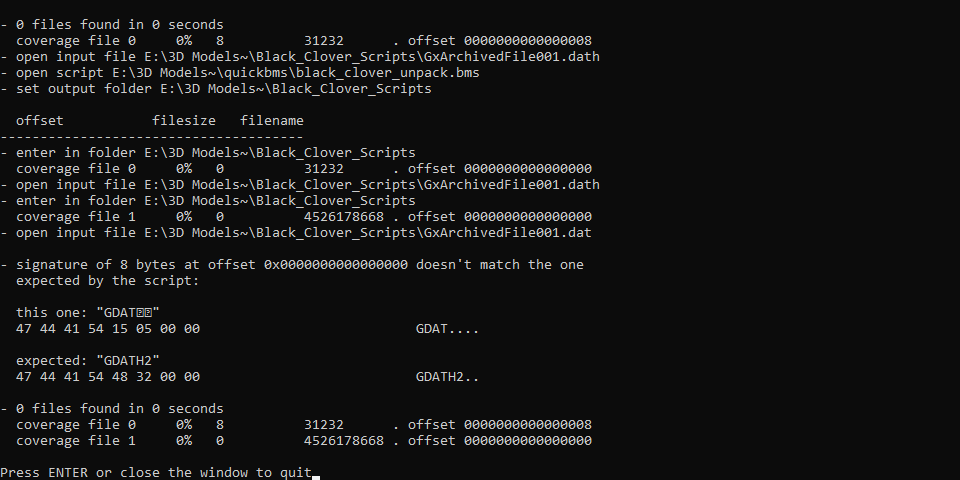 - 0 files found in 0 seconds
  coverage file 0     0%   8          31232      . offset 0000000000000008
- open input file E:\3D Models~\Black_Clover_Scripts\GxArchivedFile001.dath
- open script E:\3D Models~\quickbms\black_clover_unpack.bms
- set output folder E:\3D Models~\Black_Clover_Scripts
  offset           filesize   filename
--------------------------------------
- enter in folder E:\3D Models~\Black_Clover_Scripts
  coverage file 0     0%   0          31232      . offset 0000000000000000
- open input file E:\3D Models~\Black_Clover_Scripts\GxArchivedFile001.dath
- enter in folder E:\3D Models~\Black_Clover_Scripts
  coverage file 1     0%   0          4526178668 . offset 0000000000000000
- open input file E:\3D Models~\Black_Clover_Scripts\GxArchivedFile001.dat
- signature of 8 bytes at offset 0x0000000000000000 doesn't match the one
  expected by the script:
  this one: "GDAT⍰⍰"
  47 44 41 54 15 05 00 00                           GDAT....
  expected: "GDATH2"
  47 44 41 54 48 32 00 00                           GDATH2..
- 0 files found in 0 seconds
  coverage file 0     0%   8          31232      . offset 0000000000000008
  coverage file 1     0%   0          4526178668 . offset 0000000000000000
Press ENTER or close the window to quit